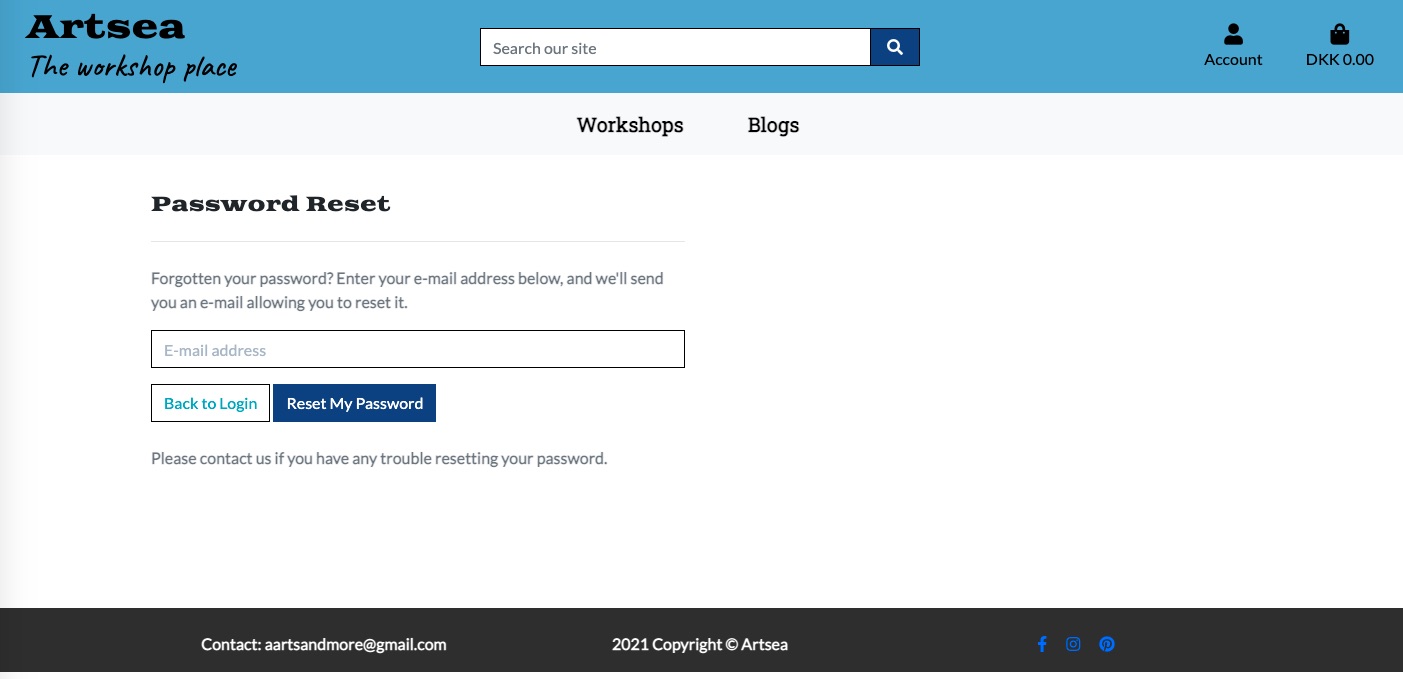 Artsea
The workshop place
Search our site
Account
DKK 0.00
Workshops
Blogs
Password Reset
Forgotten your password? Enter your e-mail address below, and we'll send
you an e-mail allowing you to reset it.
E-mail address
Back to Login
Reset My Password
Please contact us if you have any trouble resetting your password.
Contact: aartsandmore@gmail.com
2021 Copyright © Artsea